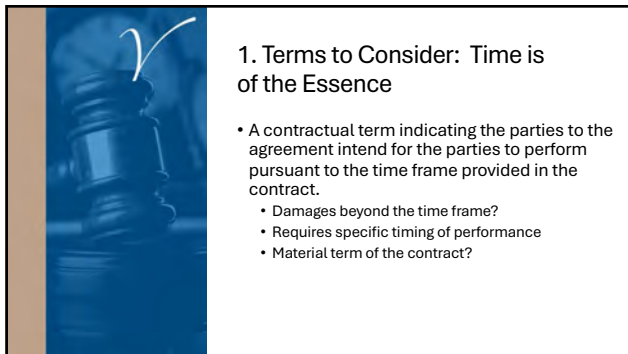 1. Terms to Consider: Time is
of the Essence
• A contractual term indicating the parties to the
agreement intend for the parties to perform
pursuant to the time frame provided in the
contract.
• Damages beyond the time frame?
• Requires specific timing of performance
• Material term of the contract?